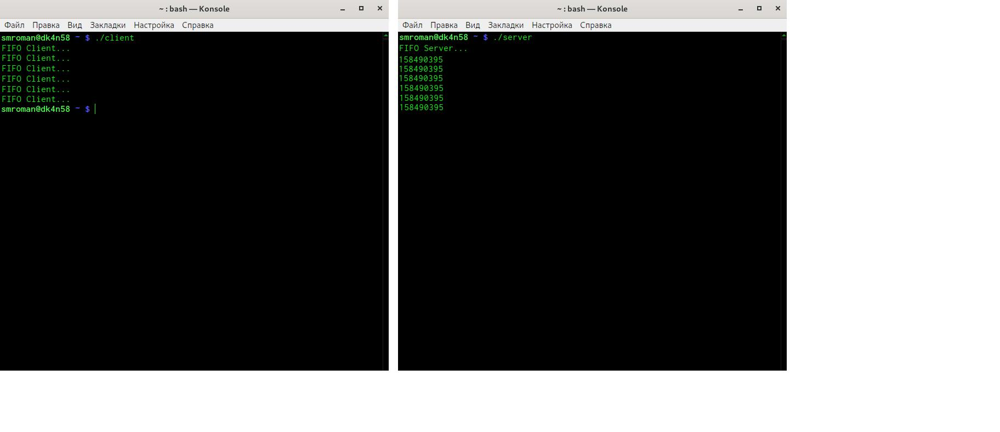 ~ : bash — Konsole
Файл Правка Вид Закладки Настройка Справка
smroman@dk4n58 ~ $ ./client
FIFO Client...
FIFO Client...
FIFO Client...
FIFO Client...
FIFO Client...
FIFO Client...
smroman@dk4n58 ~ $
~ : bash — Konsole
Файл Правка Вид Закладки Настройка Справка
smroman@dk4n58 ~ $ ./server
FIFO Server...
158490395
158490395
158490395
158490395
158490395
158490395